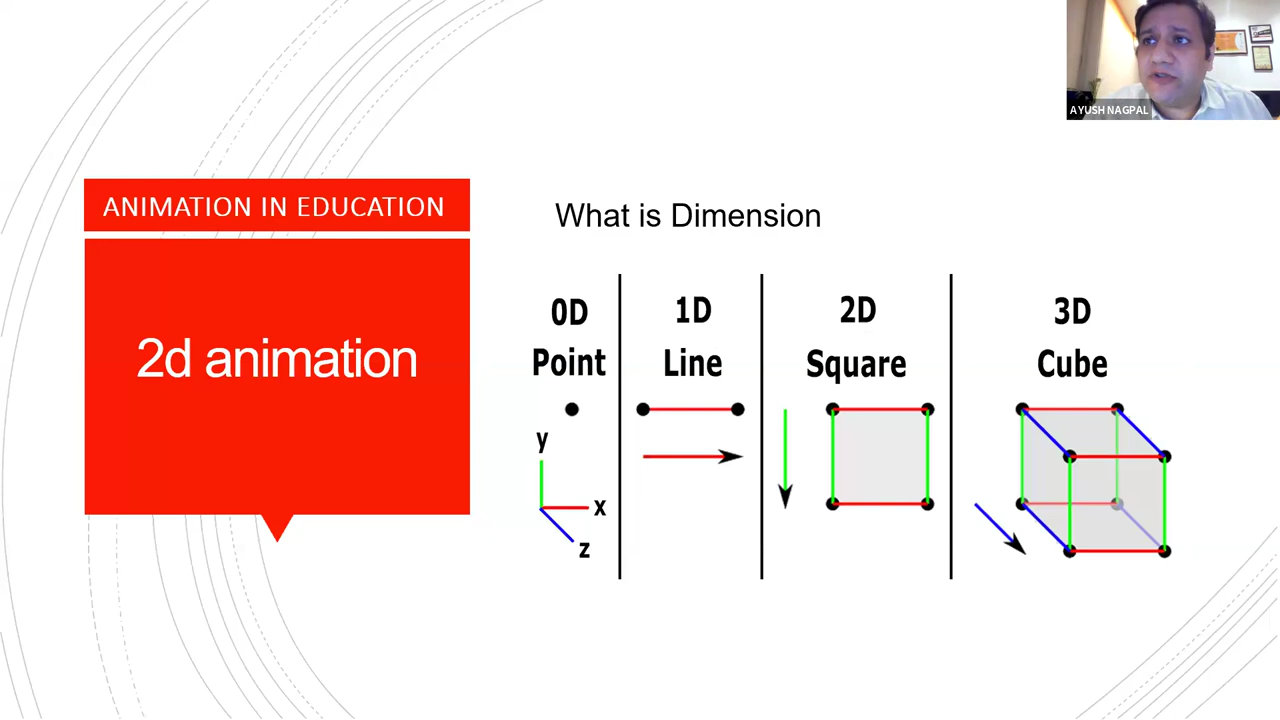 AYUSH NAGPAL
ANIMATION IN EDUCATION
2d animation
What is Dimension
0D
Point
y
x
z
1D
Line
2D
Square
3D
Cube